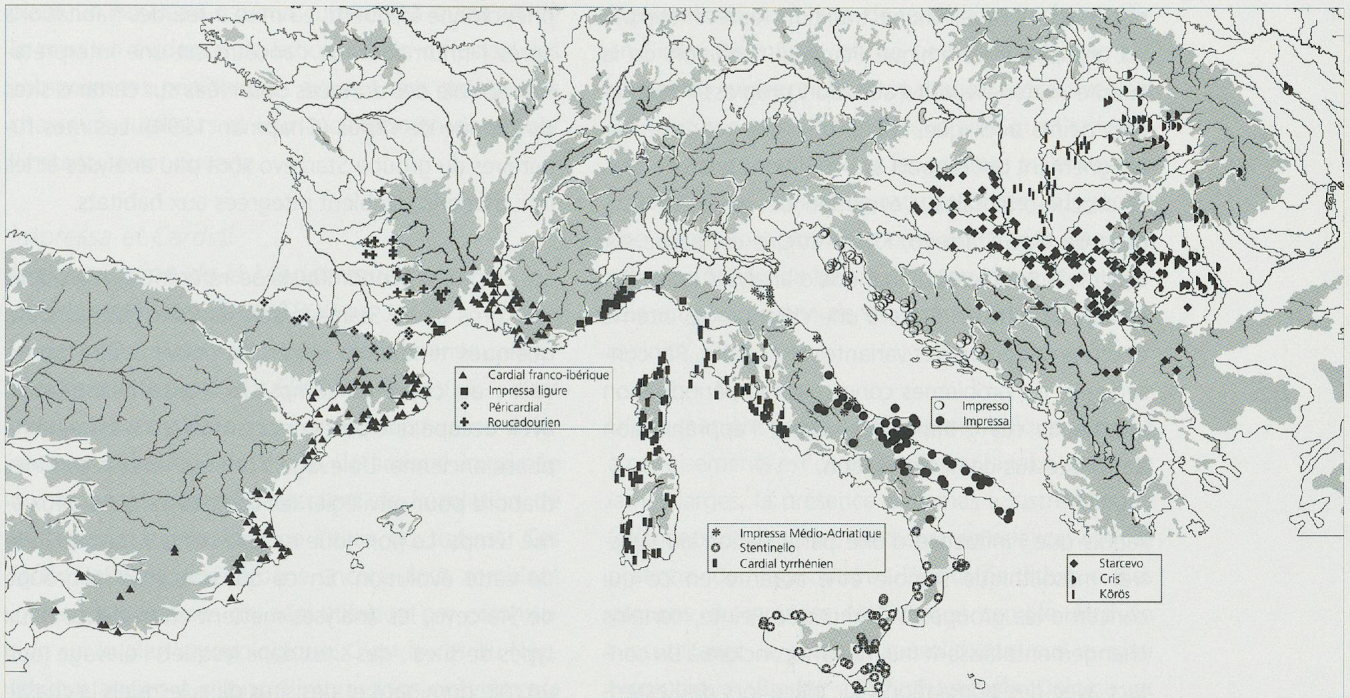 Cardial franco-ibérique
Impressa ligure
Péricardial
Roucadourien
Impresso
Impressa
Impressa Médio-Adriatique
Stentinello
Cardial tyrrhénien
Starcevo
Cris
Körös